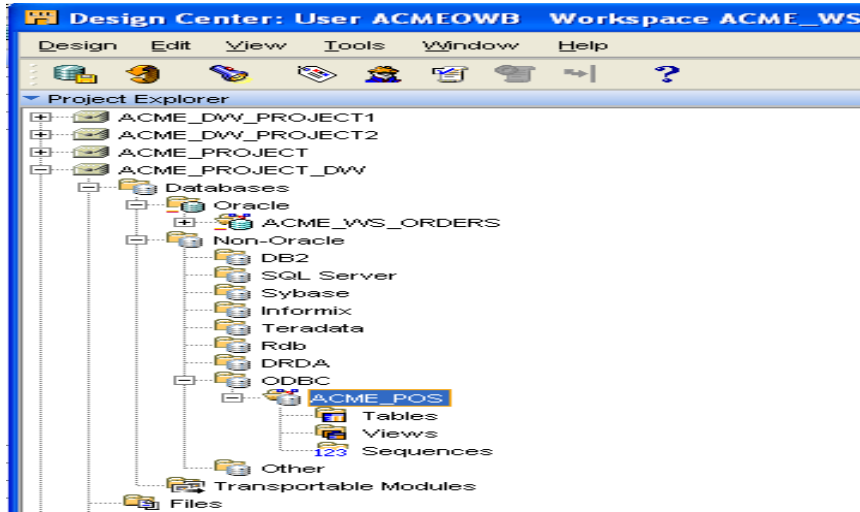 Design Center: User ACMEOWB Workspace ACME_WS
Design Edit View Tools Window Help
?
Project Explorer
ACME_DW_PROJECT1
ACME_DW_PROJECT2
ACME_PROJECT
ACME_PROJECT_DW
Databases
Oracle
ACME_WS_ORDERS
Non-Oracle
DB2
SQL Server
Sybase
Informix
Teradata
Rdb
DRDA
ODBC
ACME_POS
Tables
Views
123 Sequences
Other
Transportable Modules
Files